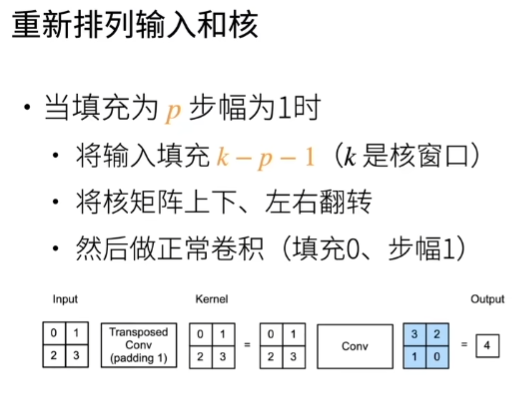 重新排列输入和核
• 当填充为 p 步幅为1时
• 将输入填充 k − p − 1（k 是核窗口）
• 将核矩阵上下、左右翻转
• 然后做正常卷积（填充0、步幅1）
Input Kernel Output
0 1 Transposed 0 1 0 1 3 2
Conv = Conv = 4
2 3 (padding 1) 2 3 2 3 1 0